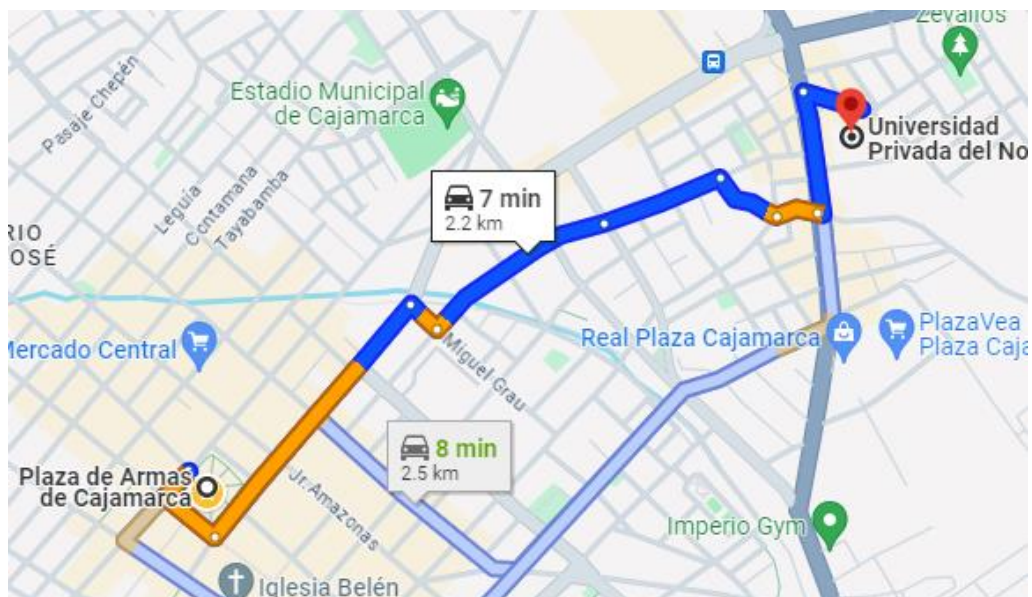 Zevallos
Estadio Municipal
de Cajamarca
Pasaje Chepén
Universidad
Privada del No
Leguía
Contamana
Tayabamba
7 min
2.2 km
RIO
OSÉ
Mercado Central
Miguel Grau
Real Plaza Cajamarca
PlazaVea
Plaza Caja
8 min
2.5 km
Plaza de Armas
de Cajamarca
Jr. Amazonas
Imperio Gym
Iglesia Belén